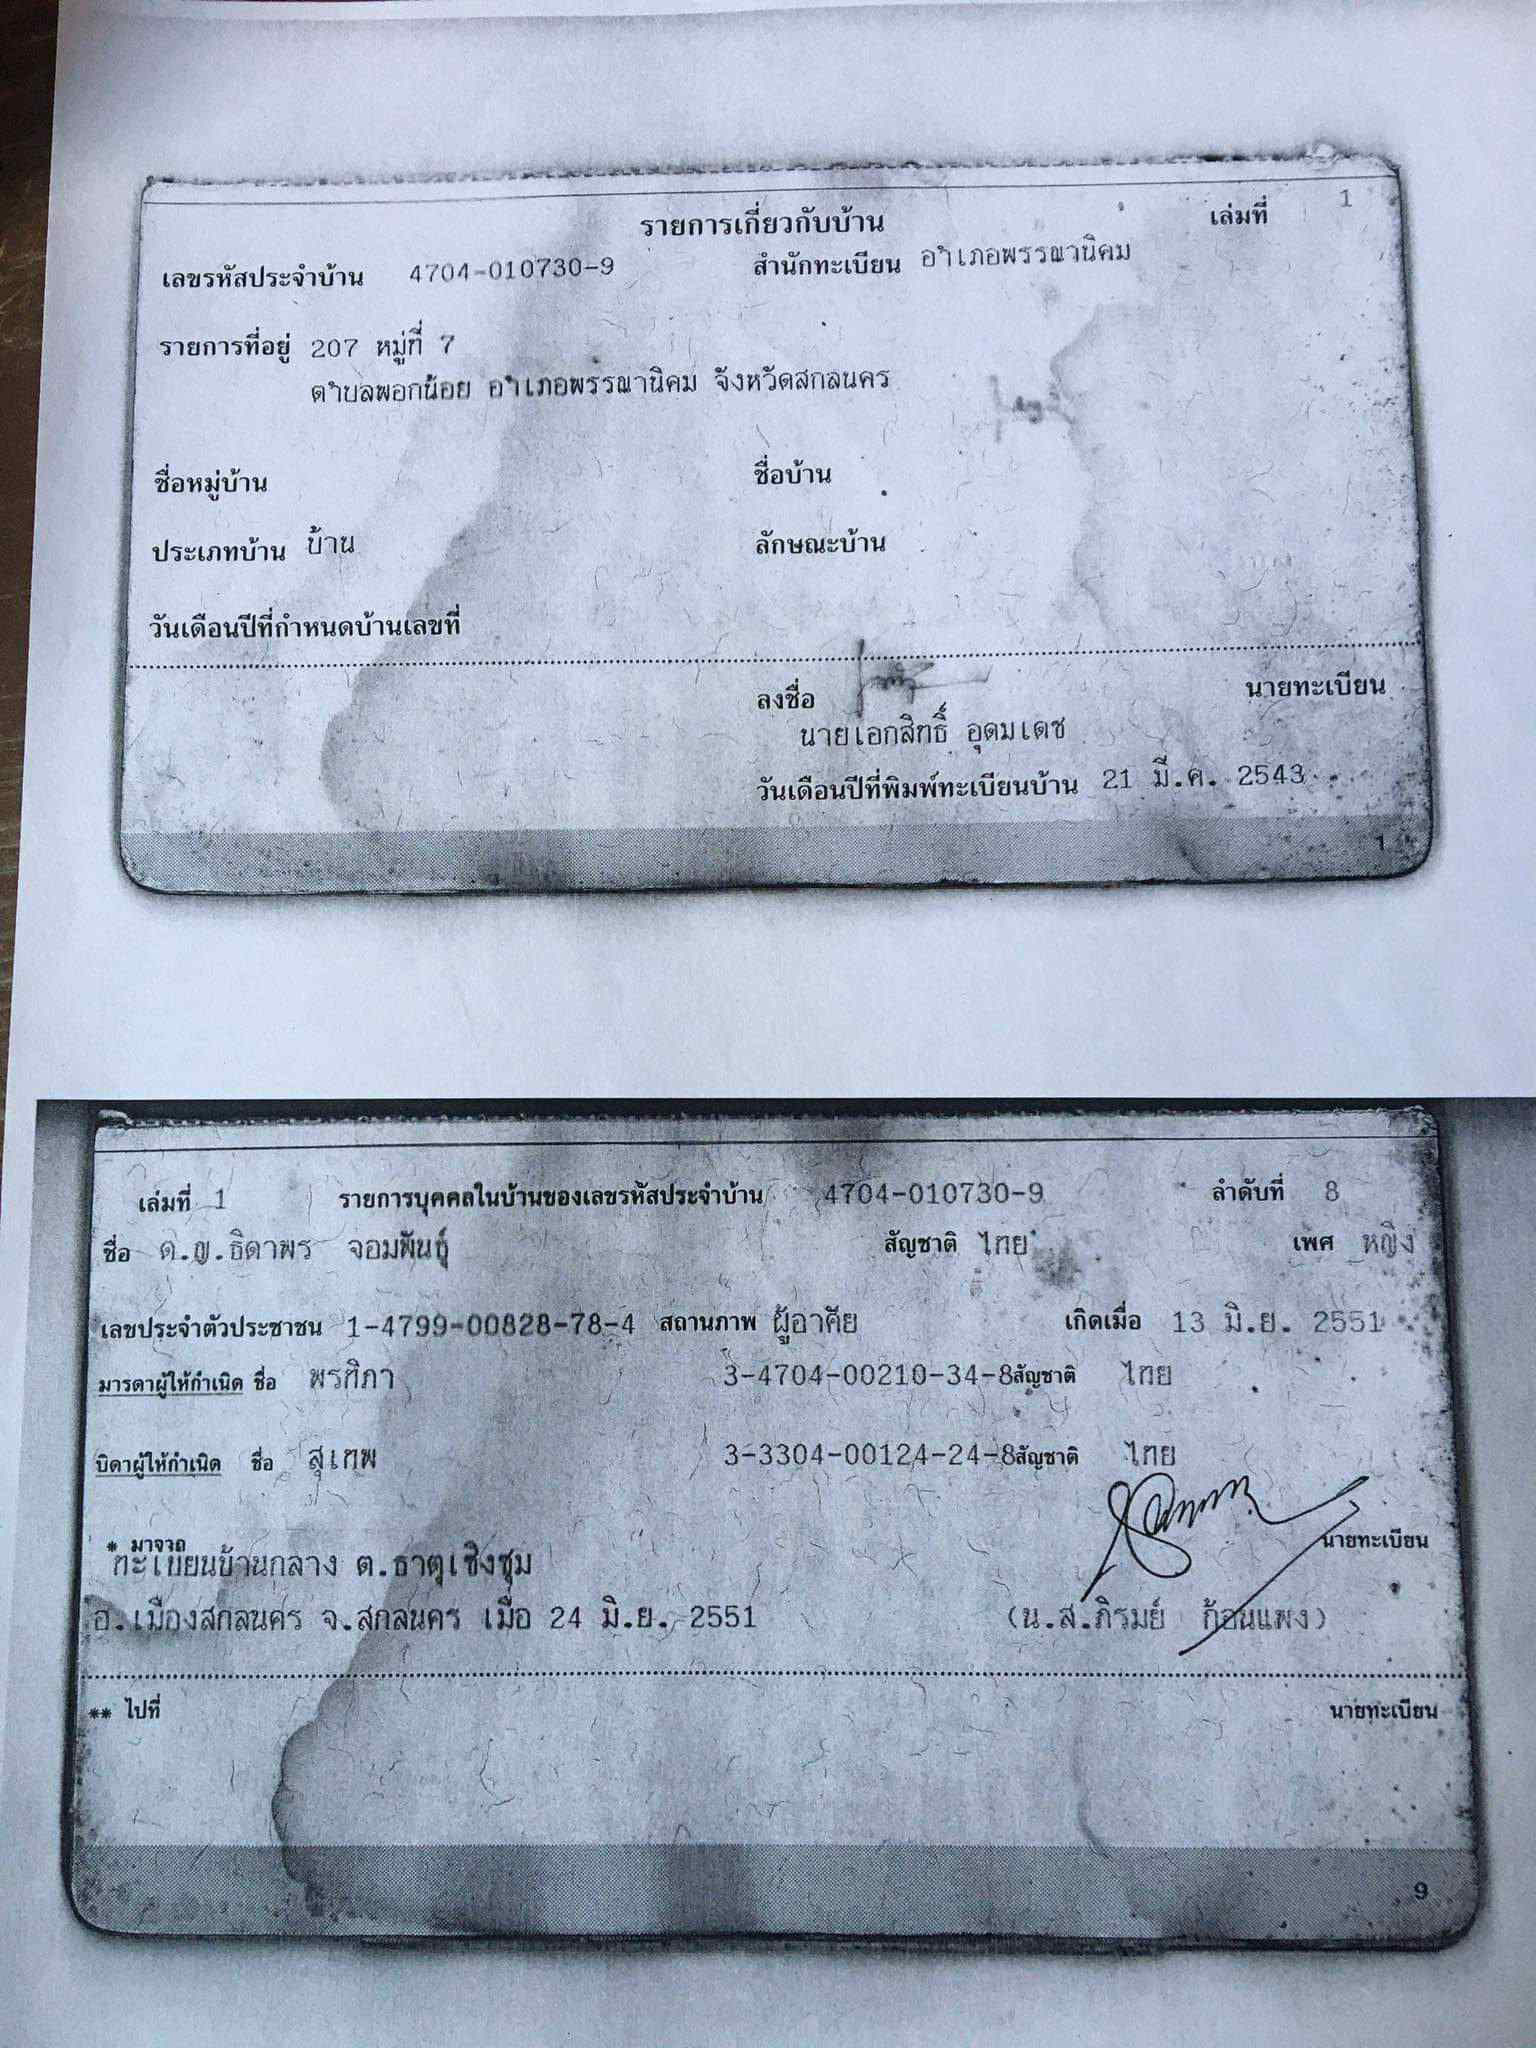 รายการเกี่ยวกับบ้าน เล่มที่ 1
เลขรหัสประจำบ้าน 4704-010730-9 สำนักทะเบียน อำเภอพรรณานิคม
รายการที่อยู่ 207 หมู่ที่ 7
ตำบลพอกน้อย อำเภอพรรณานิคม จังหวัดสกลนคร
ชื่อหมู่บ้าน ชื่อบ้าน
ประเภทบ้าน บ้าน ลักษณะบ้าน
วันเดือนปีที่กำหนดบ้านเลขที่
ลงชื่อ นายทะเบียน
นายเอกสิทธิ์ อุดมเดช
วันเดือนปีที่พิมพ์ทะเบียนบ้าน 21 มี.ค. 2543
1
เล่มที่ 1 รายการบุคคลในบ้านของเลขรหัสประจำบ้าน 4704-010730-9 ลำดับที่ 8
ชื่อ ด.ญ.ธิดาพร จอมพันธุ์ สัญชาติ ไทย เพศ หญิง
เลขประจำตัวประชาชน 1-4799-00828-78-4 สถานภาพ ผู้อาศัย เกิดเมื่อ 13 มิ.ย. 2551
มารดาผู้ให้กำเนิด ชื่อ พรศิภา 3-4704-00210-34-8 สัญชาติ ไทย
บิดาผู้ให้กำเนิด ชื่อ สุเทพ 3-3304-00124-24-8 สัญชาติ ไทย
* มาจาก นายทะเบียน
ทะเบียนบ้านกลาง ต.ธาตุเชิงชุม
อ.เมืองสกลนคร จ.สกลนคร เมื่อ 24 มิ.ย. 2551 (น.ส.ภิรมย์ ก้อนแพง)
** ไปที่ นายทะเบียน
9